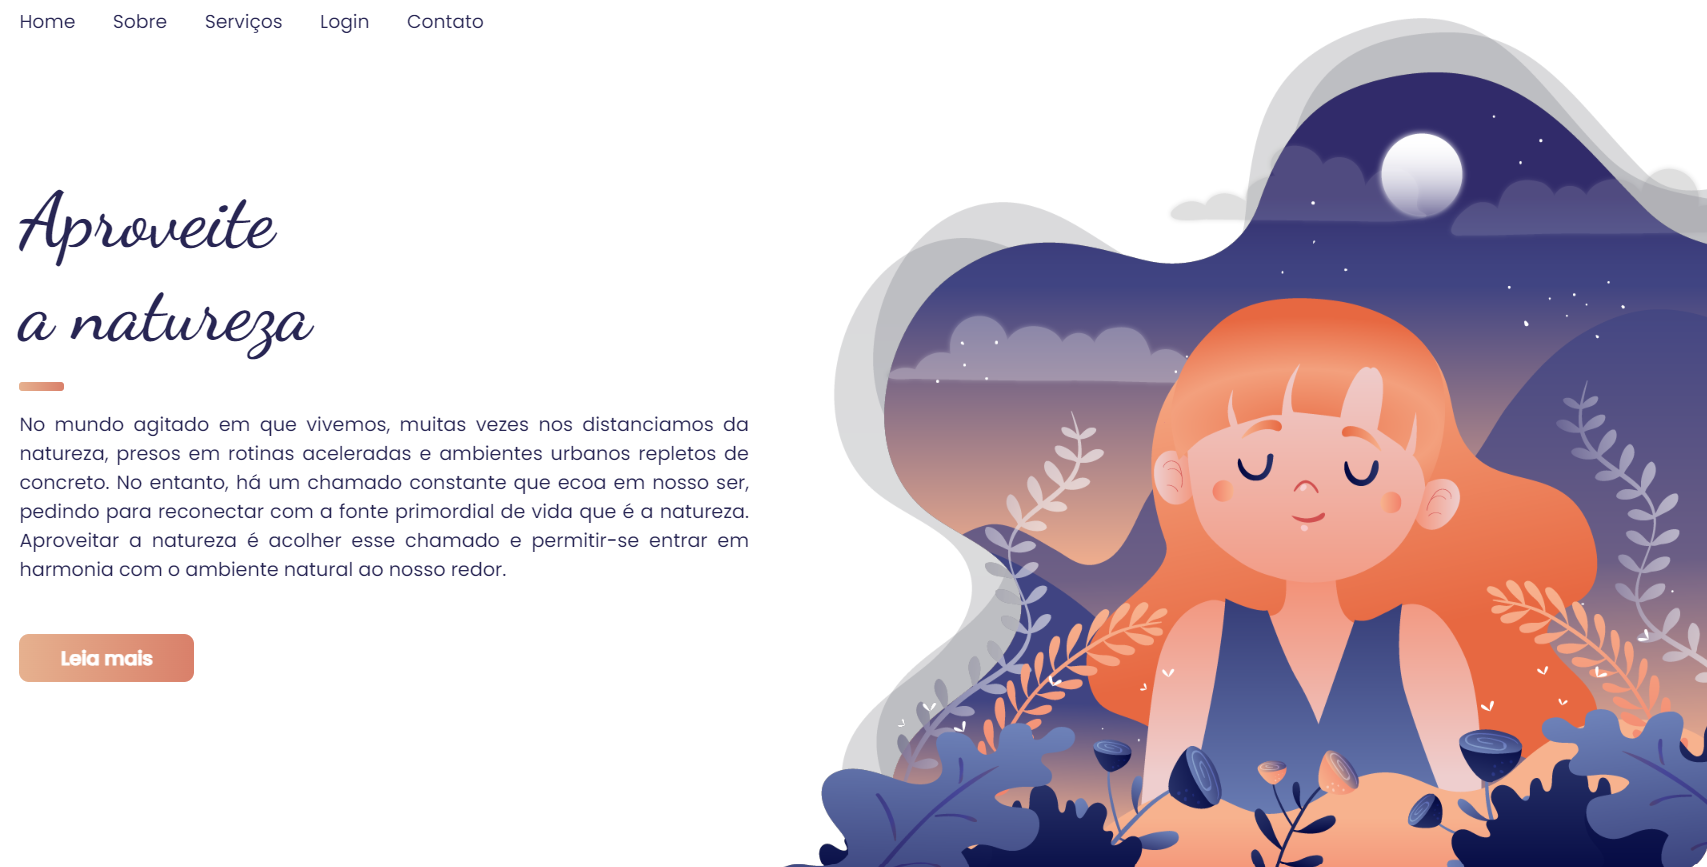 Home Sobre Serviços Login Contato
Aproveite
a natureza
No mundo agitado em que vivemos, muitas vezes nos distanciamos da
natureza, presos em rotinas aceleradas e ambientes urbanos repletos de
concreto. No entanto, há um chamado constante que ecoa em nosso ser,
pedindo para reconectar com a fonte primordial de vida que é a natureza.
Aproveitar a natureza é acolher esse chamado e permitir-se entrar em
harmonia com o ambiente natural ao nosso redor.
Leia mais